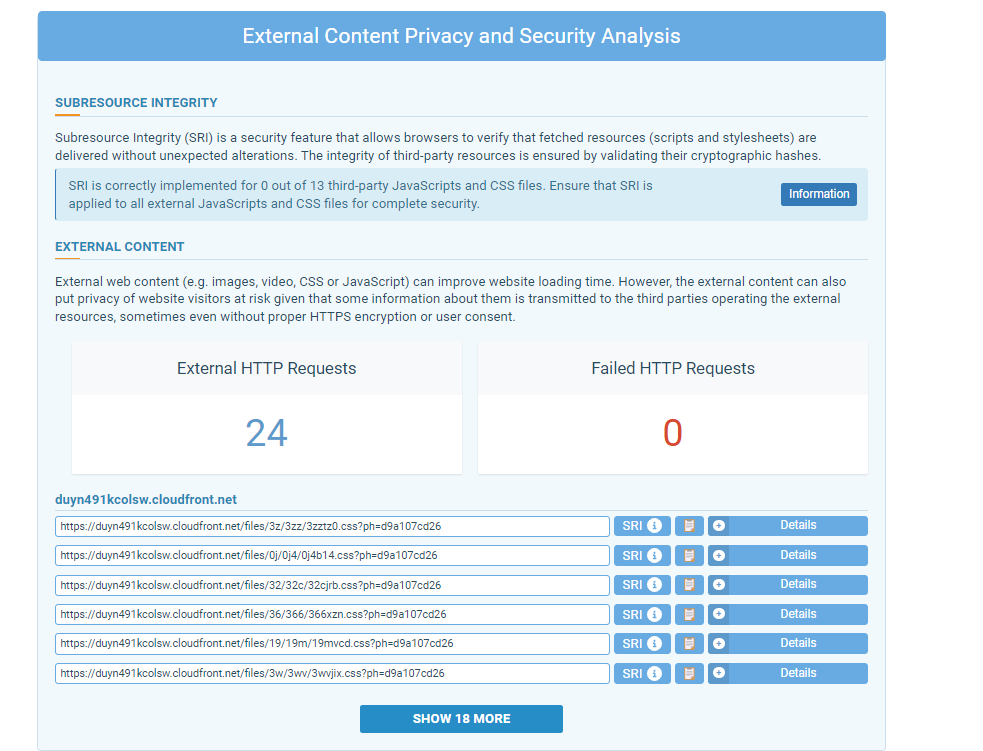 External Content Privacy and Security Analysis
SUBRESOURCE INTEGRITY
Subresource Integrity (SRI) is a security feature that allows browsers to verify that fetched resources (scripts and stylesheets) are
delivered without unexpected alterations. The integrity of third-party resources is ensured by validating their cryptographic hashes.
SRI is correctly implemented for 0 out of 13 third-party JavaScripts and CSS files. Ensure that SRI is
applied to all external JavaScripts and CSS files for complete security.
Information
EXTERNAL CONTENT
External web content (e.g. images, video, CSS or JavaScript) can improve website loading time. However, the external content can also
put privacy of website visitors at risk given that some information about them is transmitted to the third parties operating the external
resources, sometimes even without proper HTTPS encryption or user consent.
External HTTP Requests
24
Failed HTTP Requests
0
duyn491kcolsw.cloudfront.net
https://duyn491kcolsw.cloudfront.net/files/3z/3zz/3zztz0.css?ph=d9a107cd26 SRI Details
https://duyn491kcolsw.cloudfront.net/files/0j/0j4/0j4b14.css?ph=d9a107cd26 SRI Details
https://duyn491kcolsw.cloudfront.net/files/32/32c/32cjrb.css?ph=d9a107cd26 SRI Details
https://duyn491kcolsw.cloudfront.net/files/36/366/366xzn.css?ph=d9a107cd26 SRI Details
https://duyn491kcolsw.cloudfront.net/files/19/19m/19mvcd.css?ph=d9a107cd26 SRI Details
https://duyn491kcolsw.cloudfront.net/files/3w/3wv/3wvjix.css?ph=d9a107cd26 SRI Details
SHOW 18 MORE